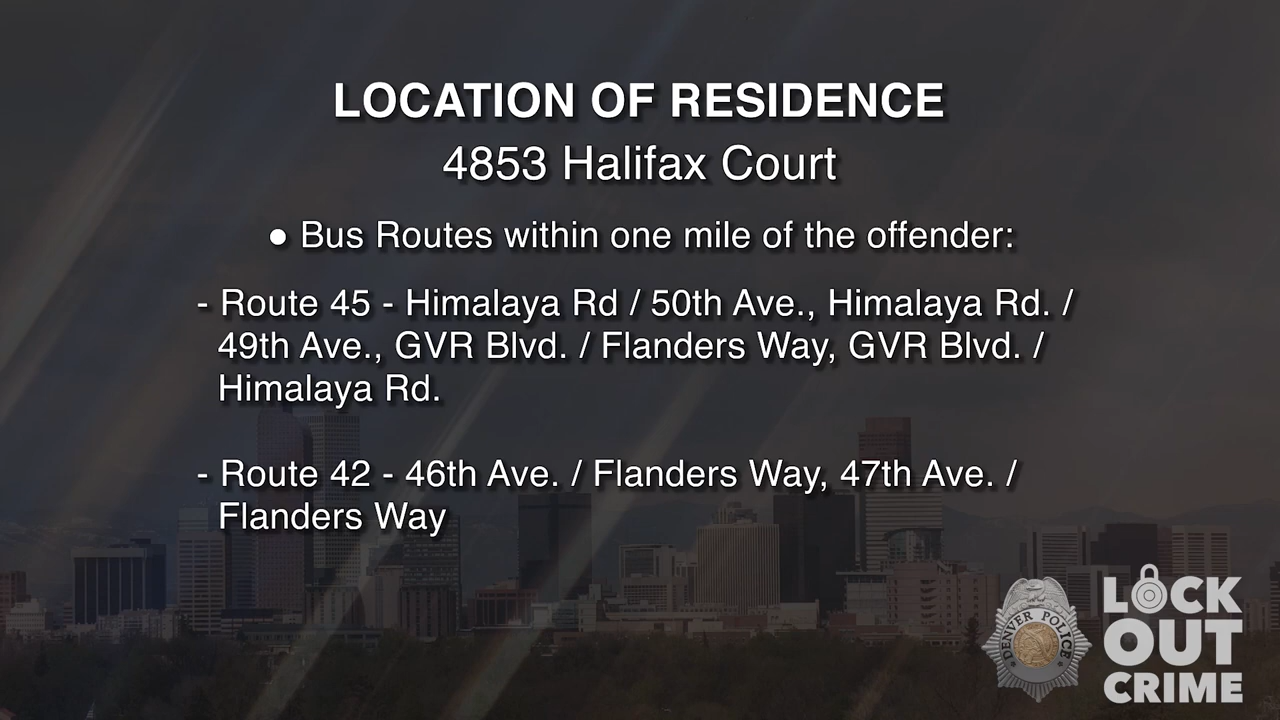 LOCATION OF RESIDENCE
4853 Halifax Court
● Bus Routes within one mile of the offender:
- Route 45 - Himalaya Rd / 50th Ave., Himalaya Rd. /
49th Ave., GVR Blvd. / Flanders Way, GVR Blvd. /
Himalaya Rd.
- Route 42 - 46th Ave. / Flanders Way, 47th Ave. /
Flanders Way
DENVER POLICE
LOCK
OUT
CRIME